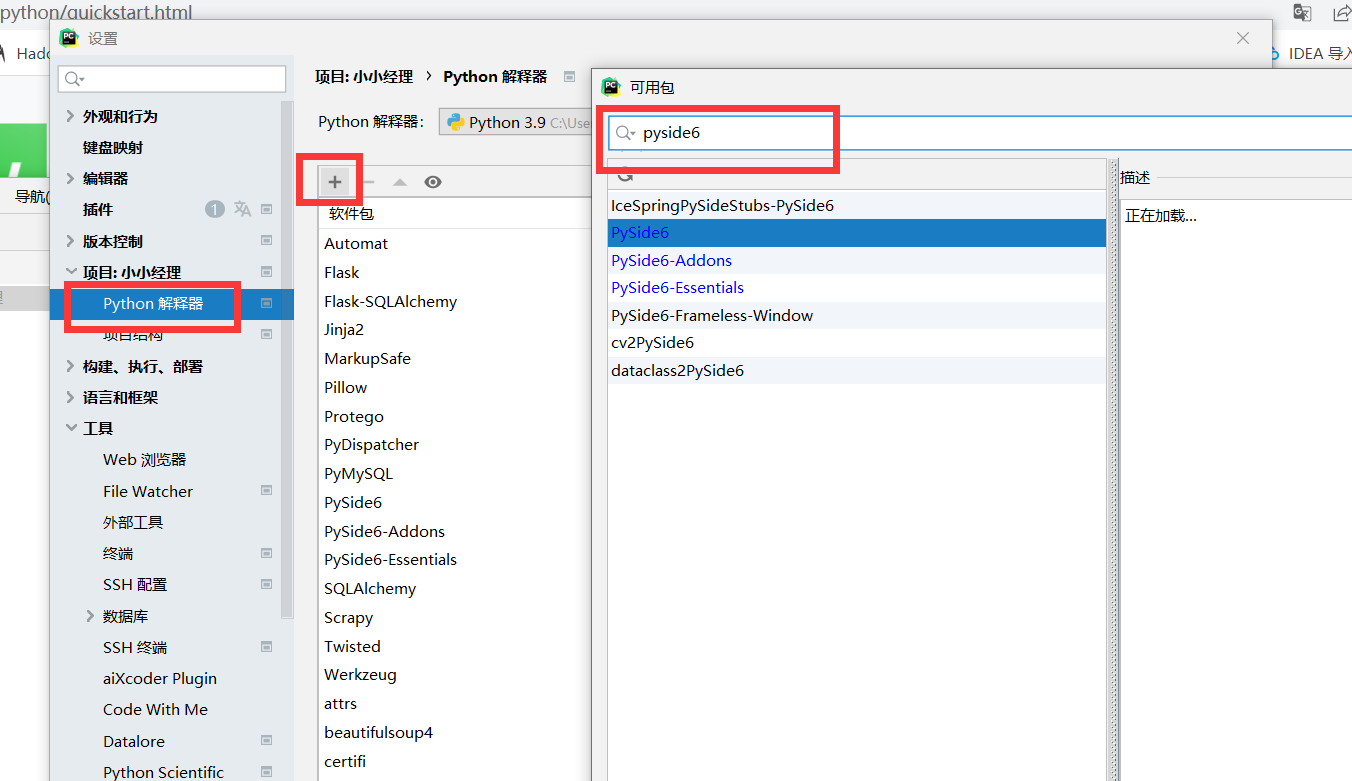 python/quickstart.html
Hado
IDEA 导入
导航(
设置
外观和行为
键盘映射
编辑器
插件
1
版本控制
项目: 小小经理
Python 解释器
项目结构
构建、执行、部署
语言和框架
工具
Web 浏览器
File Watcher
外部工具
终端
SSH 配置
数据库
SSH 终端
aiXcoder Plugin
Code With Me
Datalore
Python Scientific
项目: 小小经理 › Python 解释器
Python 解释器: Python 3.9 C:\Use
软件包
Automat
Flask
Flask-SQLAlchemy
Jinja2
MarkupSafe
Pillow
Protego
PyDispatcher
PyMySQL
PySide6
PySide6-Addons
PySide6-Essentials
SQLAlchemy
Scrapy
Twisted
Werkzeug
attrs
beautifulsoup4
certifi
可用包
pyside6
IceSpringPySideStubs-PySide6
PySide6
PySide6-Addons
PySide6-Essentials
PySide6-Frameless-Window
cv2PySide6
dataclass2PySide6
描述
正在加载...